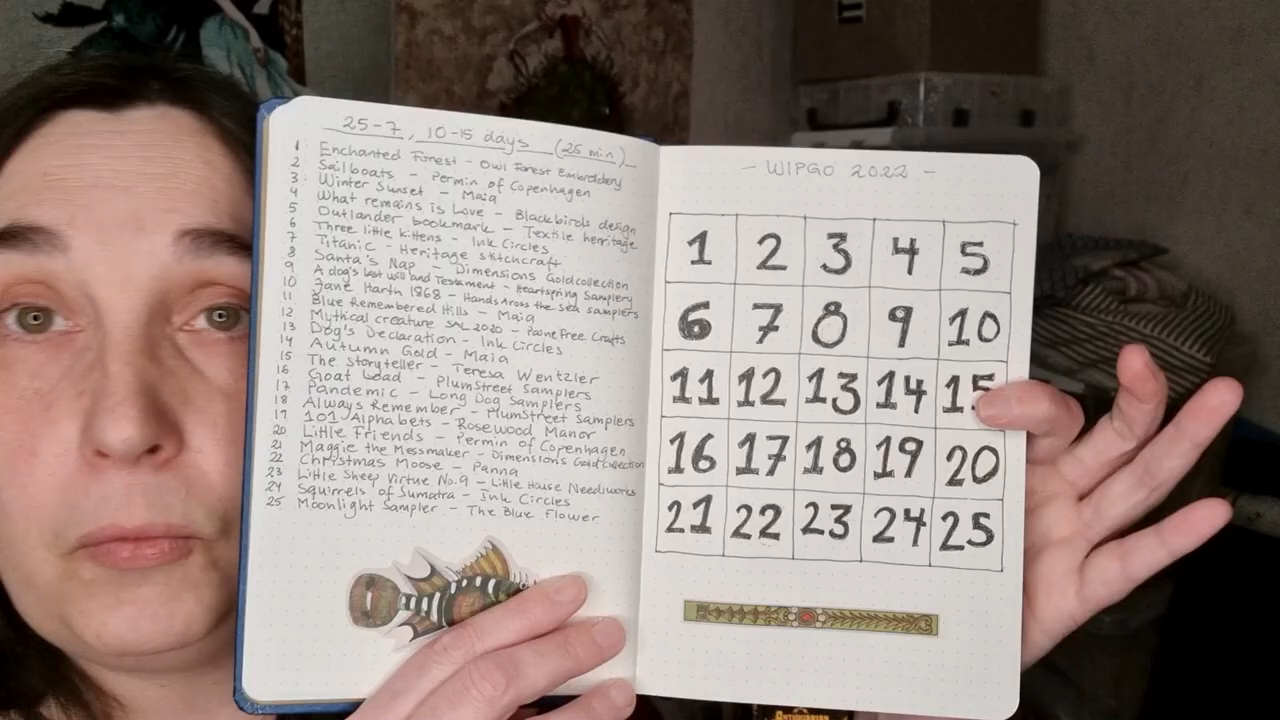 25-7, 10-15 days (25 min)
1 Enchanted Forest - Owl Forest Embroidery
2 Sailboats - Permin of Copenhagen
3 Winter Sunset - Maia
4 What remains is Love - Blackbirds design
5 Outlander bookmark - Textile heritage
6 Three little kittens - Ink Circles
7 Titanic - Heritage stitchcraft
8 Santa's Nap - Dimensions Goldcollection
9 A dog's last will and Testament - Heartspring Samplery
10 Jane Harth 1868 - Hands Across the sea samplers
11 Blue Remembered Hills - Maia
12 Mythical creature SAL 2020 - Paine Free Crafts
13 Dog's Declaration - Ink Circles
14 Autumn Gold - Maia
15 The storyteller - Teresa Wentzler
16 Goat Load - Plum Street Samplers
17 Pandemic - Long Dog Samplers
18 Always Remember - Plum Street Samplers
19 101 Alphabets - Rosewood Manor
20 Little Friends - Permin of Copenhagen
21 Maggie the Messmaker - Dimensions Gold collection
22 Christmas Moose - Panna
23 Little Sheep Virtue No. 9 - Little House Needleworks
24 Squirrels of Sumatra - Ink Circles
25 Moonlight Sampler - The Blue Flower
- WIPGO 2022 -
1 2 3 4 5
6 7 8 9 10
11 12 13 14 15
16 17 18 19 20
21 22 23 24 25
ANTIQUARIAN